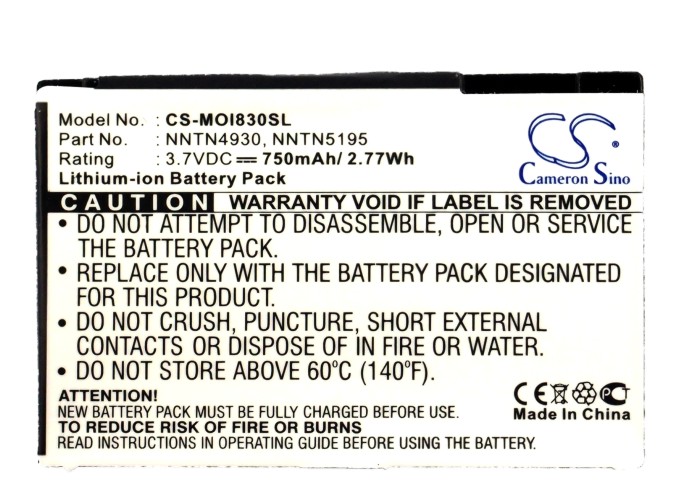 Model No. : CS-MOI830SL
Part No. : NNTN4930, NNTN5195
Rating : 3.7VDC⎓750mAh/ 2.77Wh
Lithium-ion Battery Pack
CS
Cameron Sino
CAUTION WARRANTY VOID IF LABEL IS REMOVED
• DO NOT ATTEMPT TO DISASSEMBLE, OPEN OR SERVICE
THE BATTERY PACK.
• REPLACE ONLY WITH THE BATTERY PACK DESIGNATED
FOR THIS PRODUCT.
• DO NOT CRUSH, PUNCTURE, SHORT EXTERNAL
CONTACTS OR DISPOSE OF IN FIRE OR WATER.
• DO NOT STORE ABOVE 60°C (140°F).
CE PCT
Made In China
ATTENTION!
NEW BATTERY PACK MUST BE FULLY CHARGED BEFORE USE.
TO REDUCE RISK OF FIRE OR BURNS
READ INSTRUCTIONS IN OPERATING GUIDE BEFORE USING BATTERY